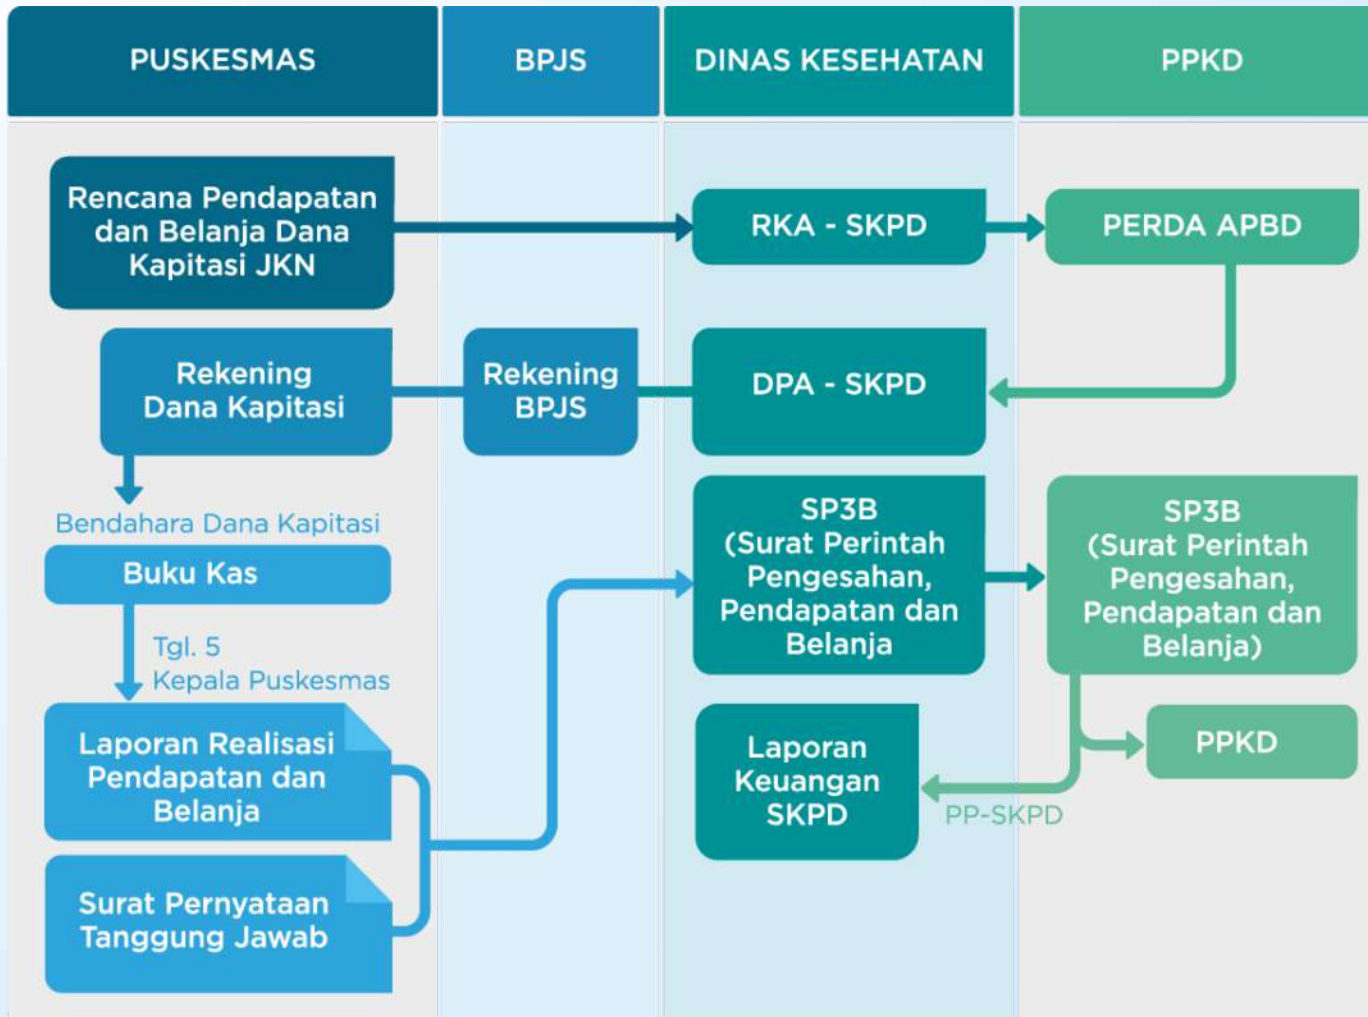 PUSKESMAS
BPJS
DINAS KESEHATAN
PPKD
Rencana Pendapatan
dan Belanja Dana
Kapitasi JKN
RKA - SKPD
PERDA APBD
Rekening
Dana Kapitasi
Rekening
BPJS
DPA - SKPD
Bendahara Dana Kapitasi
Buku Kas
Tgl. 5
Kepala Puskesmas
SP3B
(Surat Perintah
Pengesahan,
Pendapatan dan
Belanja
SP3B
(Surat Perintah
Pengesahan,
Pendapatan dan
Belanja)
Laporan Realisasi
Pendapatan dan
Belanja
Laporan
Keuangan
SKPD
PPKD
PP-SKPD
Surat Pernyataan
Tanggung Jawab